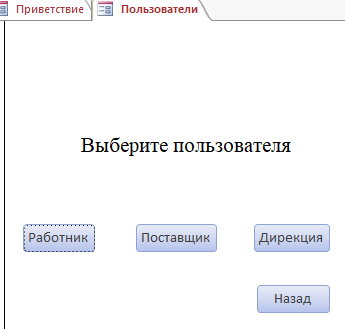 Приветствие Пользователи
Выберите пользователя
Работник Поставщик Дирекция
Назад